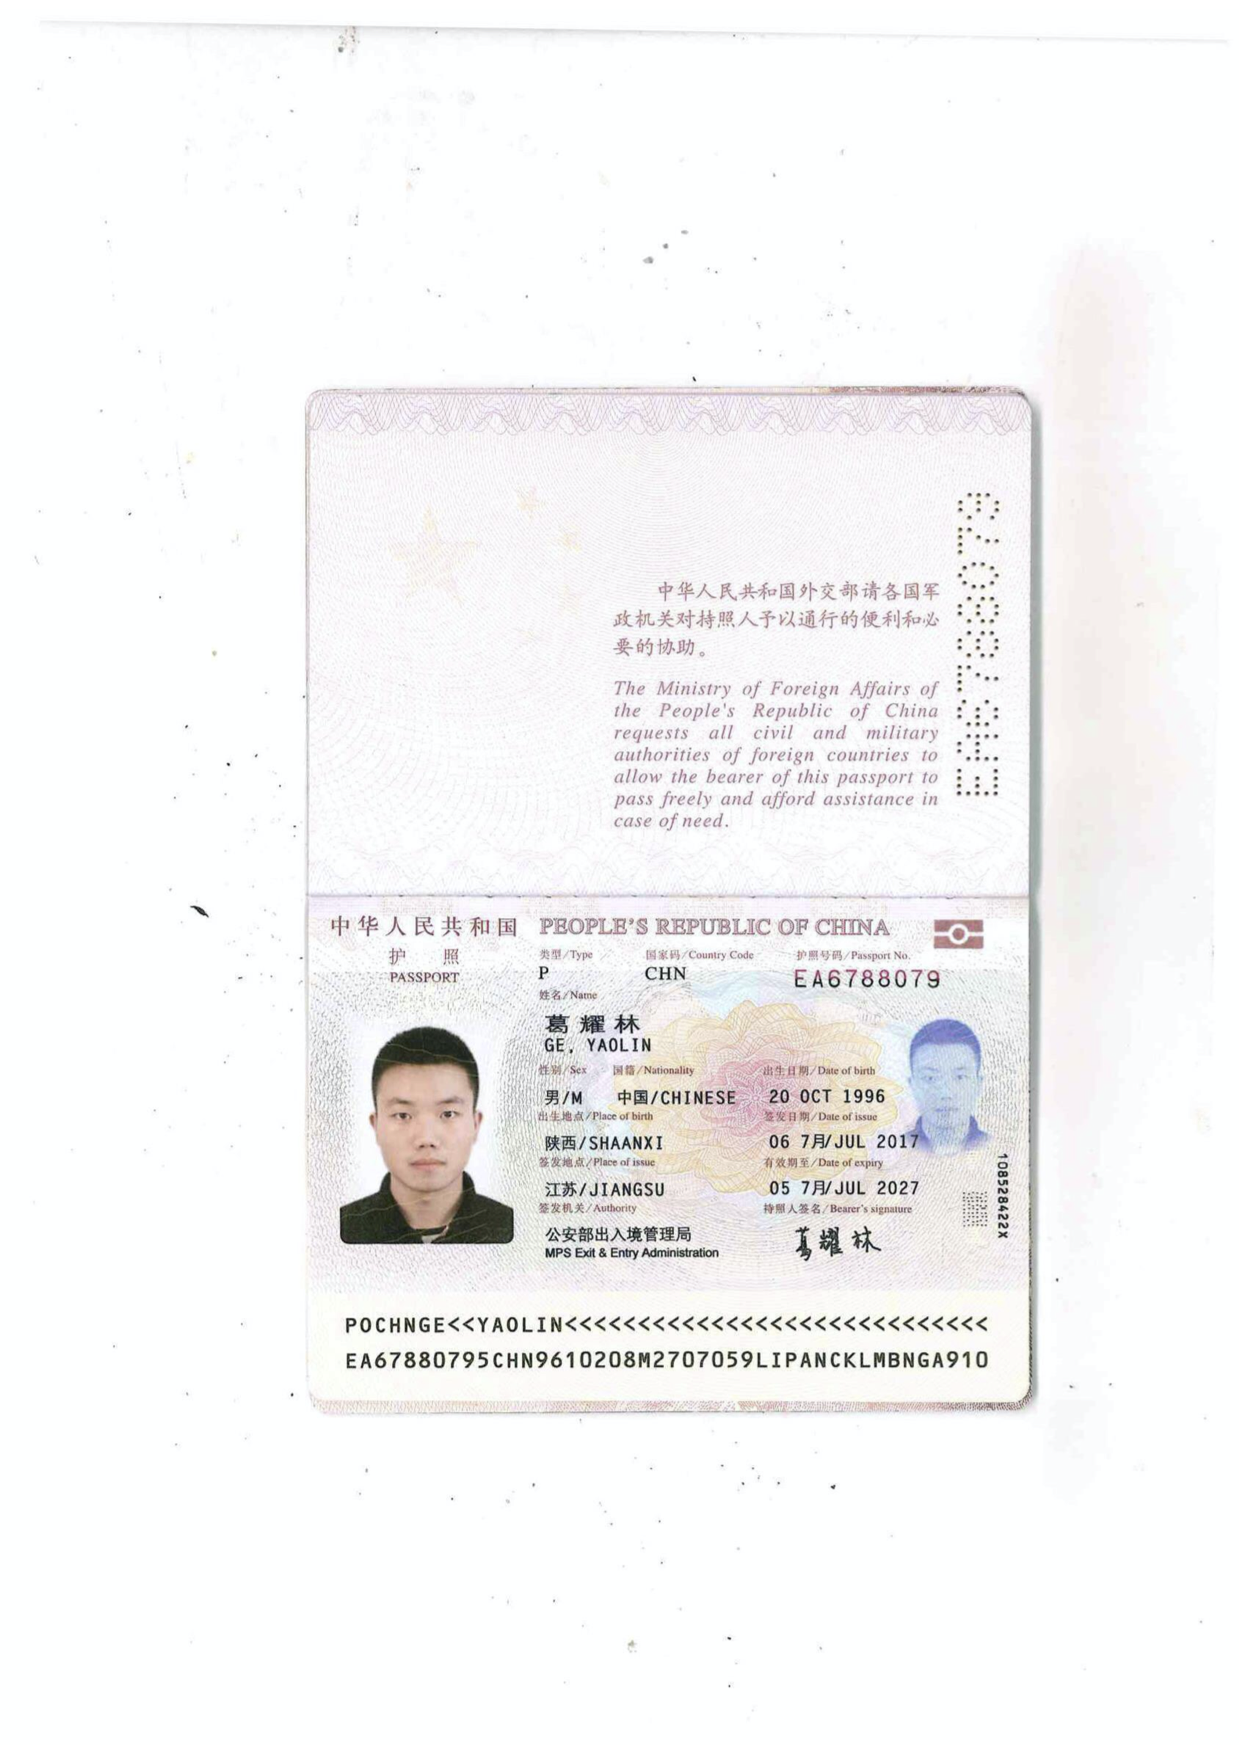 中华人民共和国外交部请各国军
政机关对持照人予以通行的便利和必
要的协助。
The Ministry of Foreign Affairs of
the People's Republic of China
requests all civil and military
authorities of foreign countries to
allow the bearer of this passport to
pass freely and afford assistance in
case of need.
EA6788079
中华人民共和国 PEOPLE'S REPUBLIC OF CHINA
护 照
PASSPORT
类型/Type 国家码/Country Code 护照号码/Passport No.
P CHN EA6788079
姓名/Name
葛耀林
GE, YAOLIN
性别/Sex 国籍/Nationality 出生日期/Date of birth
男/M 中国/CHINESE 20 OCT 1996
出生地点/Place of birth 签发日期/Date of issue
陕西/SHAANXI 06 7月/JUL 2017
签发地点/Place of issue 有效期至/Date of expiry
江苏/JIANGSU 05 7月/JUL 2027
签发机关/Authority 持照人签名/Bearer's signature
公安部出入境管理局 葛耀林
MPS Exit & Entry Administration
108528422X
POCHNGE<<YAOLIN<<<<<<<<<<<<<<<<<<<<<<<<<<<<<
EA67880795CHN9610208M2707059LIPANCKLMBNGA910